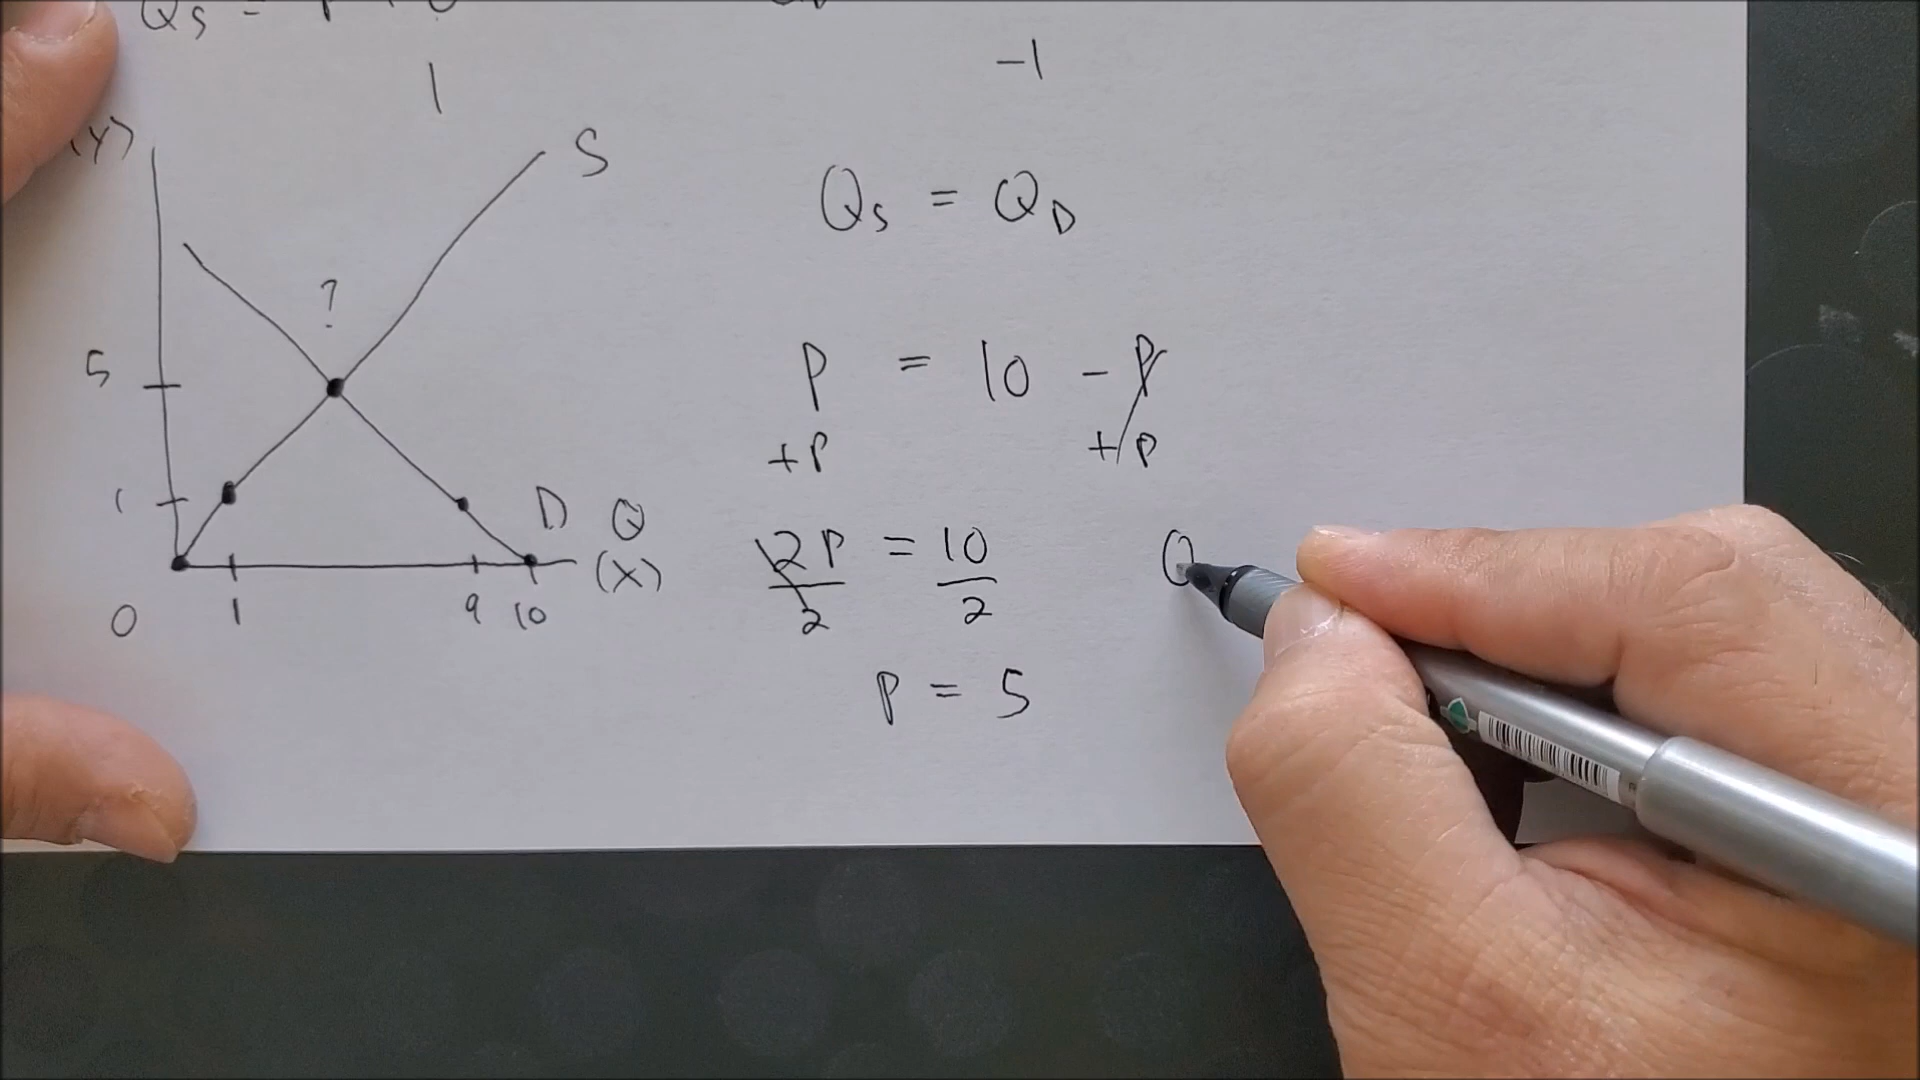 1
-1
(Y)
S
Qs = QD
?
5
P = 10 - P
+P +P
1
D Q
2P = 10
2 2
Q
(X)
0 1 9 10
P = 5